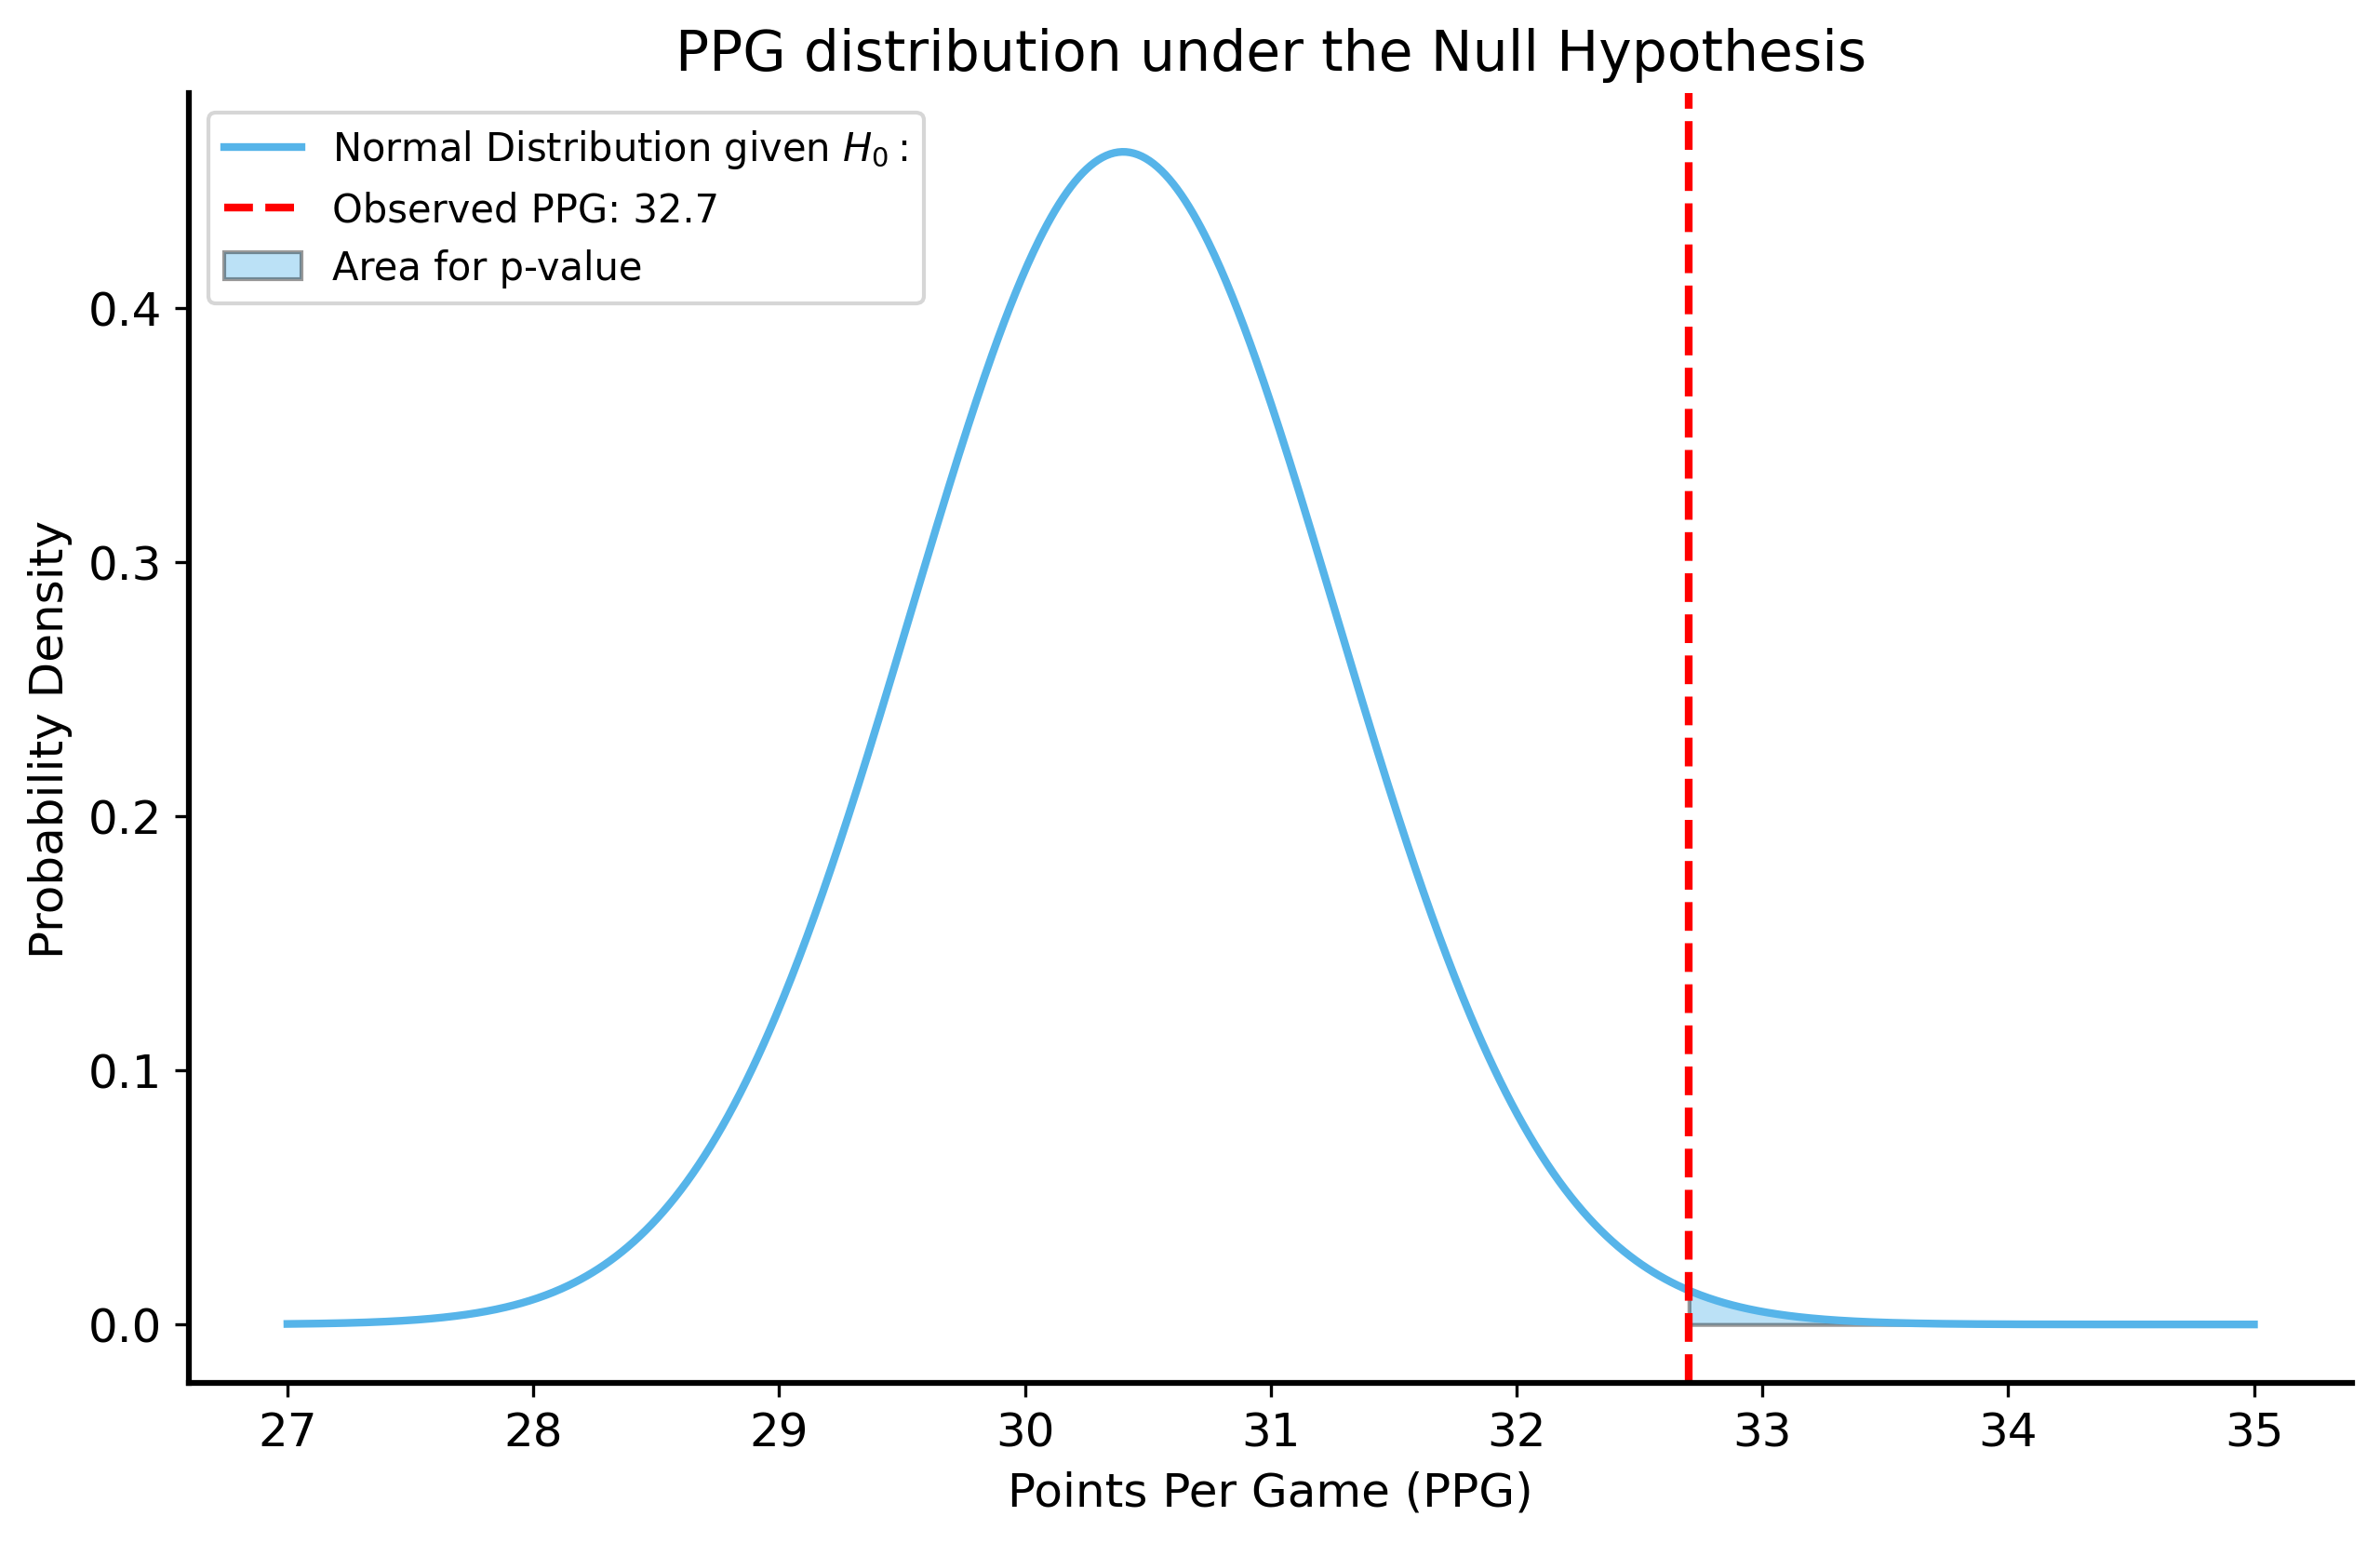 PPG distribution under the Null Hypothesis
Normal Distribution given H₀ :
Observed PPG: 32.7
Area for p-value
Probability Density
0.4
0.3
0.2
0.1
0.0
27 28 29 30 31 32 33 34 35
Points Per Game (PPG)